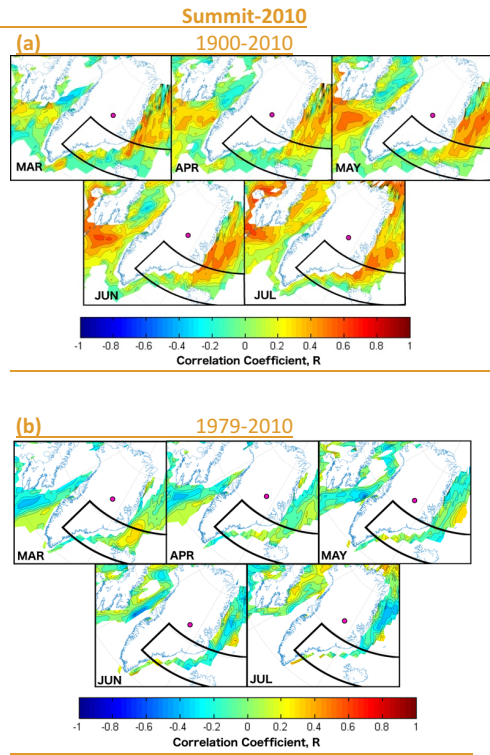 Summit-2010
(a) 1900-2010
MAR APR MAY
JUN JUL
-1 -0.8 -0.6 -0.4 -0.2 0 0.2 0.4 0.6 0.8 1
Correlation Coefficient, R
(b) 1979-2010
MAR APR MAY
JUN JUL
-1 -0.8 -0.6 -0.4 -0.2 0 0.2 0.4 0.6 0.8 1
Correlation Coefficient, R